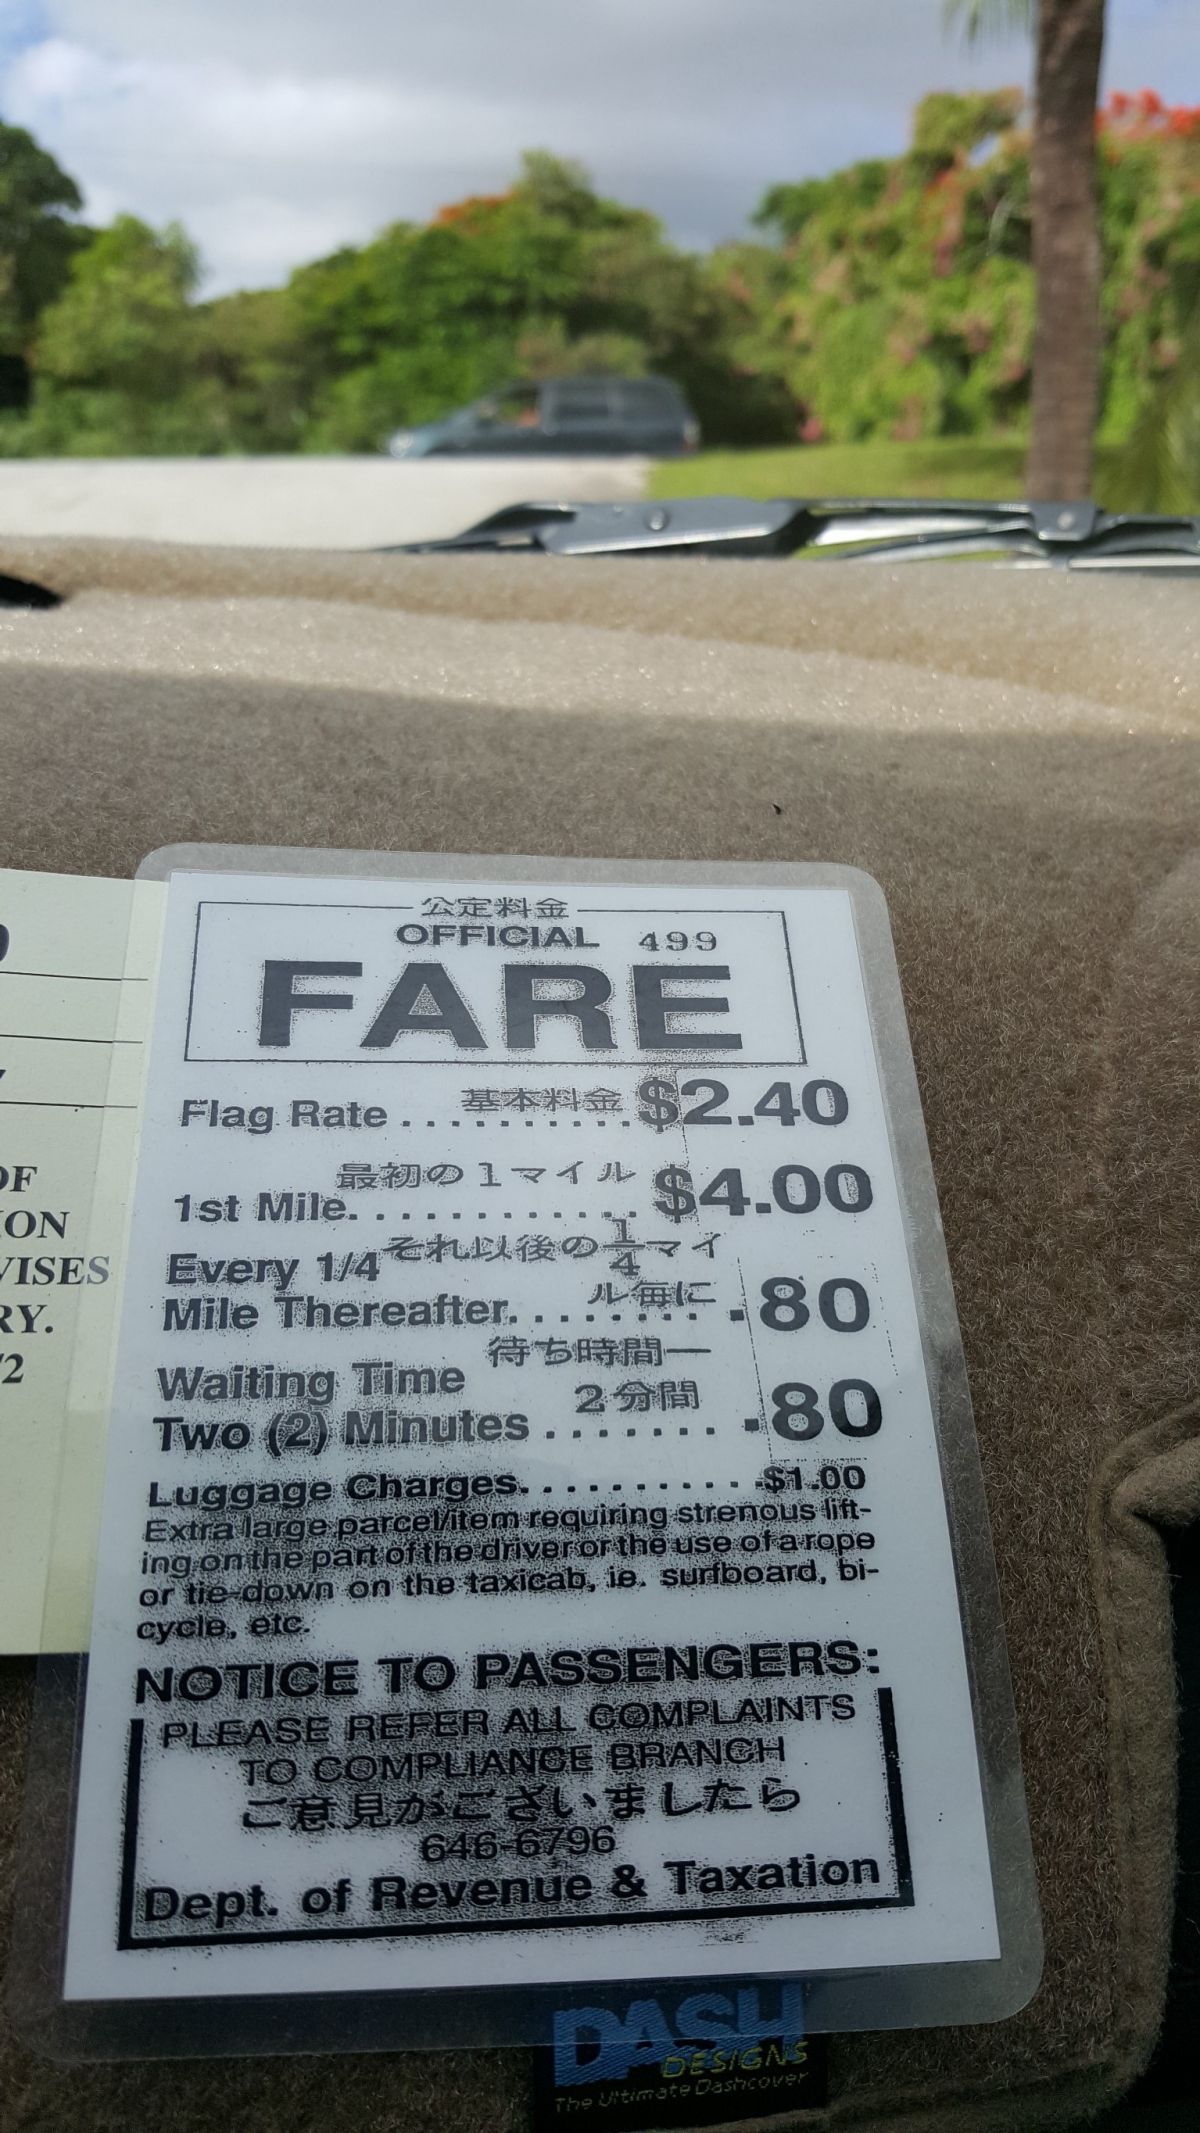 公定料金
OFFICIAL 499
FARE
基本料金
Flag Rate .......... $2.40
最初の1マイル
1st Mile. ............ $4.00
それ以後の1/4マイ
Every 1/4
ル毎に
Mile Thereafter. ........ .80
待ち時間一
Waiting Time
2分間
Two (2) Minutes ....... .80
Luggage Charges. .......... $1.00
Extra large parcel/item requiring strenous lift-
ing on the part of the driver or the use of a rope
or tie-down on the taxicab, ie. surfboard, bi-
cycle, etc.
NOTICE TO PASSENGERS:
PLEASE REFER ALL COMPLAINTS
TO COMPLIANCE BRANCH
ご意見がございましたら
646-6796
Dept. of Revenue & Taxation
OF
ION
VISES
RY.
/2
DASH
DESIGNS
The Ultimate Dashcover